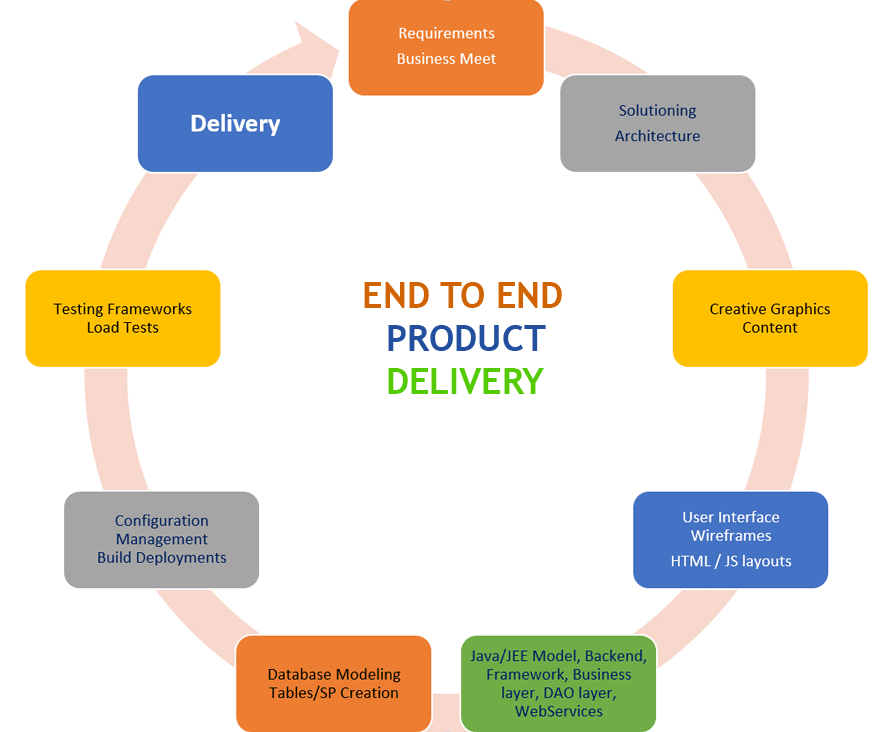 Requirements
Business Meet
Solutioning
Architecture
Creative Graphics
Content
User Interface
Wireframes
HTML / JS layouts
Java/JEE Model, Backend,
Framework, Business
layer, DAO layer,
WebServices
Database Modeling
Tables/SP Creation
Configuration
Management
Build Deployments
Testing Frameworks
Load Tests
Delivery
END TO END
PRODUCT
DELIVERY